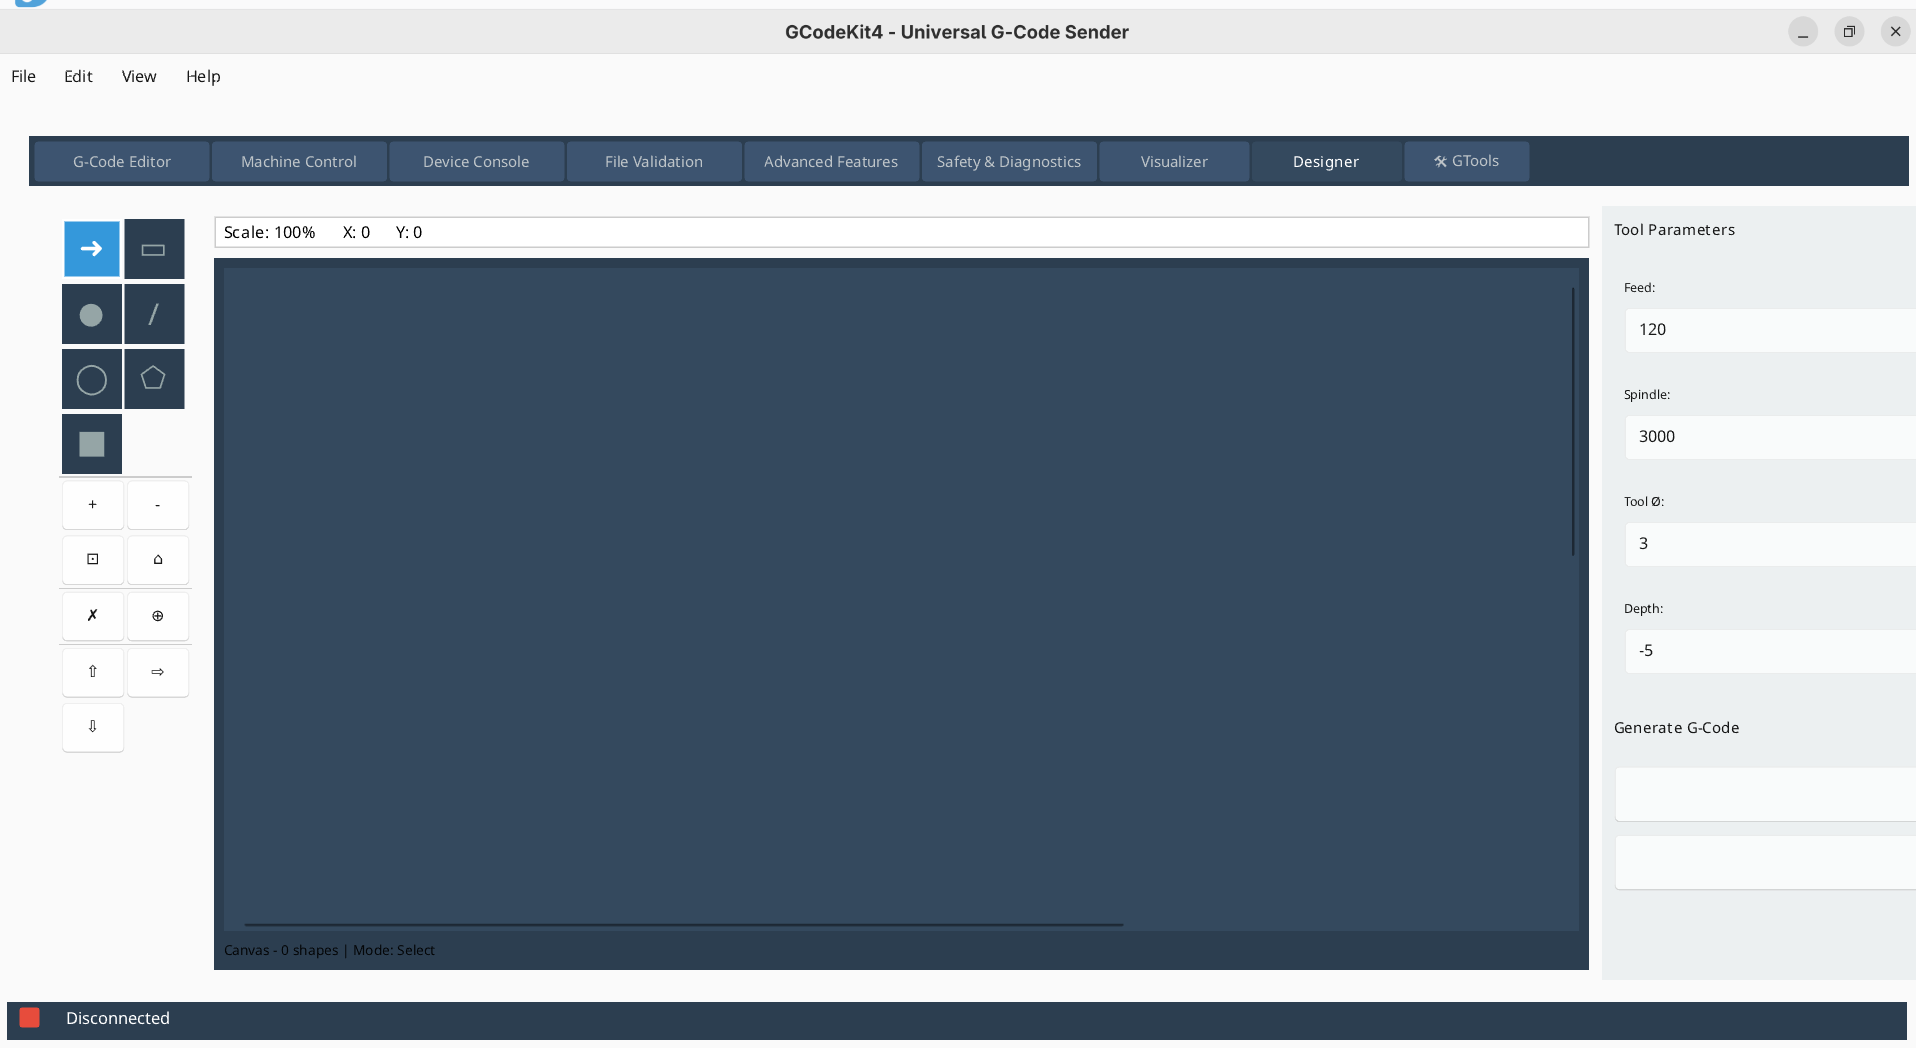 GCodeKit4 - Universal G-Code Sender
File Edit View Help
G-Code Editor Machine Control Device Console File Validation Advanced Features Safety & Diagnostics Visualizer Designer 🛠 GTools
Scale: 100% X: 0 Y: 0
Tool Parameters
Feed:
120
Spindle:
3000
Tool Ø:
3
Depth:
-5
Generate G-Code
+ -
Canvas - 0 shapes | Mode: Select
Disconnected